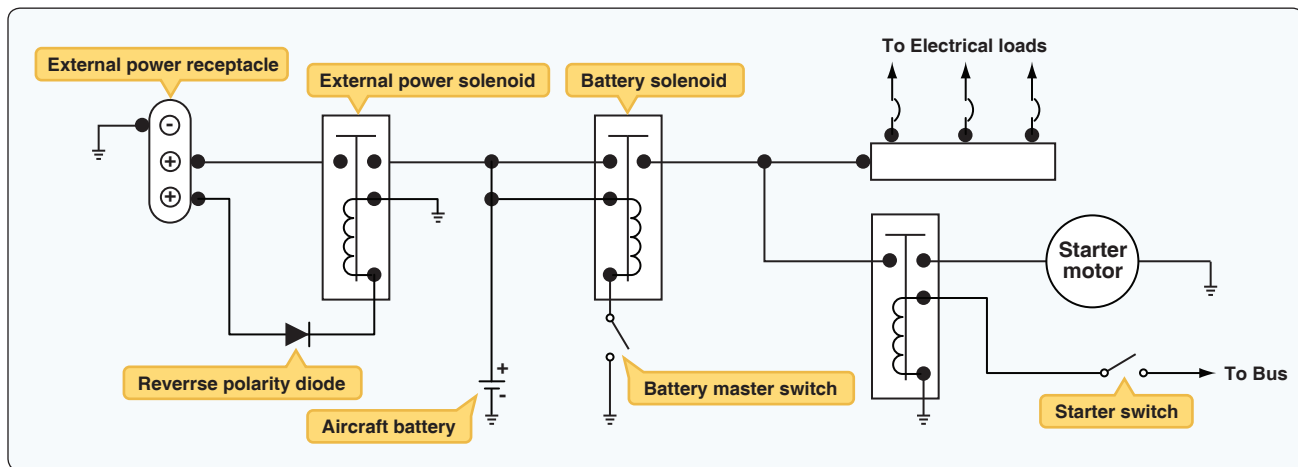 To Electrical loads
External power receptacle
External power solenoid
Battery solenoid
-
+
+
Starter
motor
Reverrse polarity diode
+
-
Aircraft battery
Battery master switch
To Bus
Starter switch